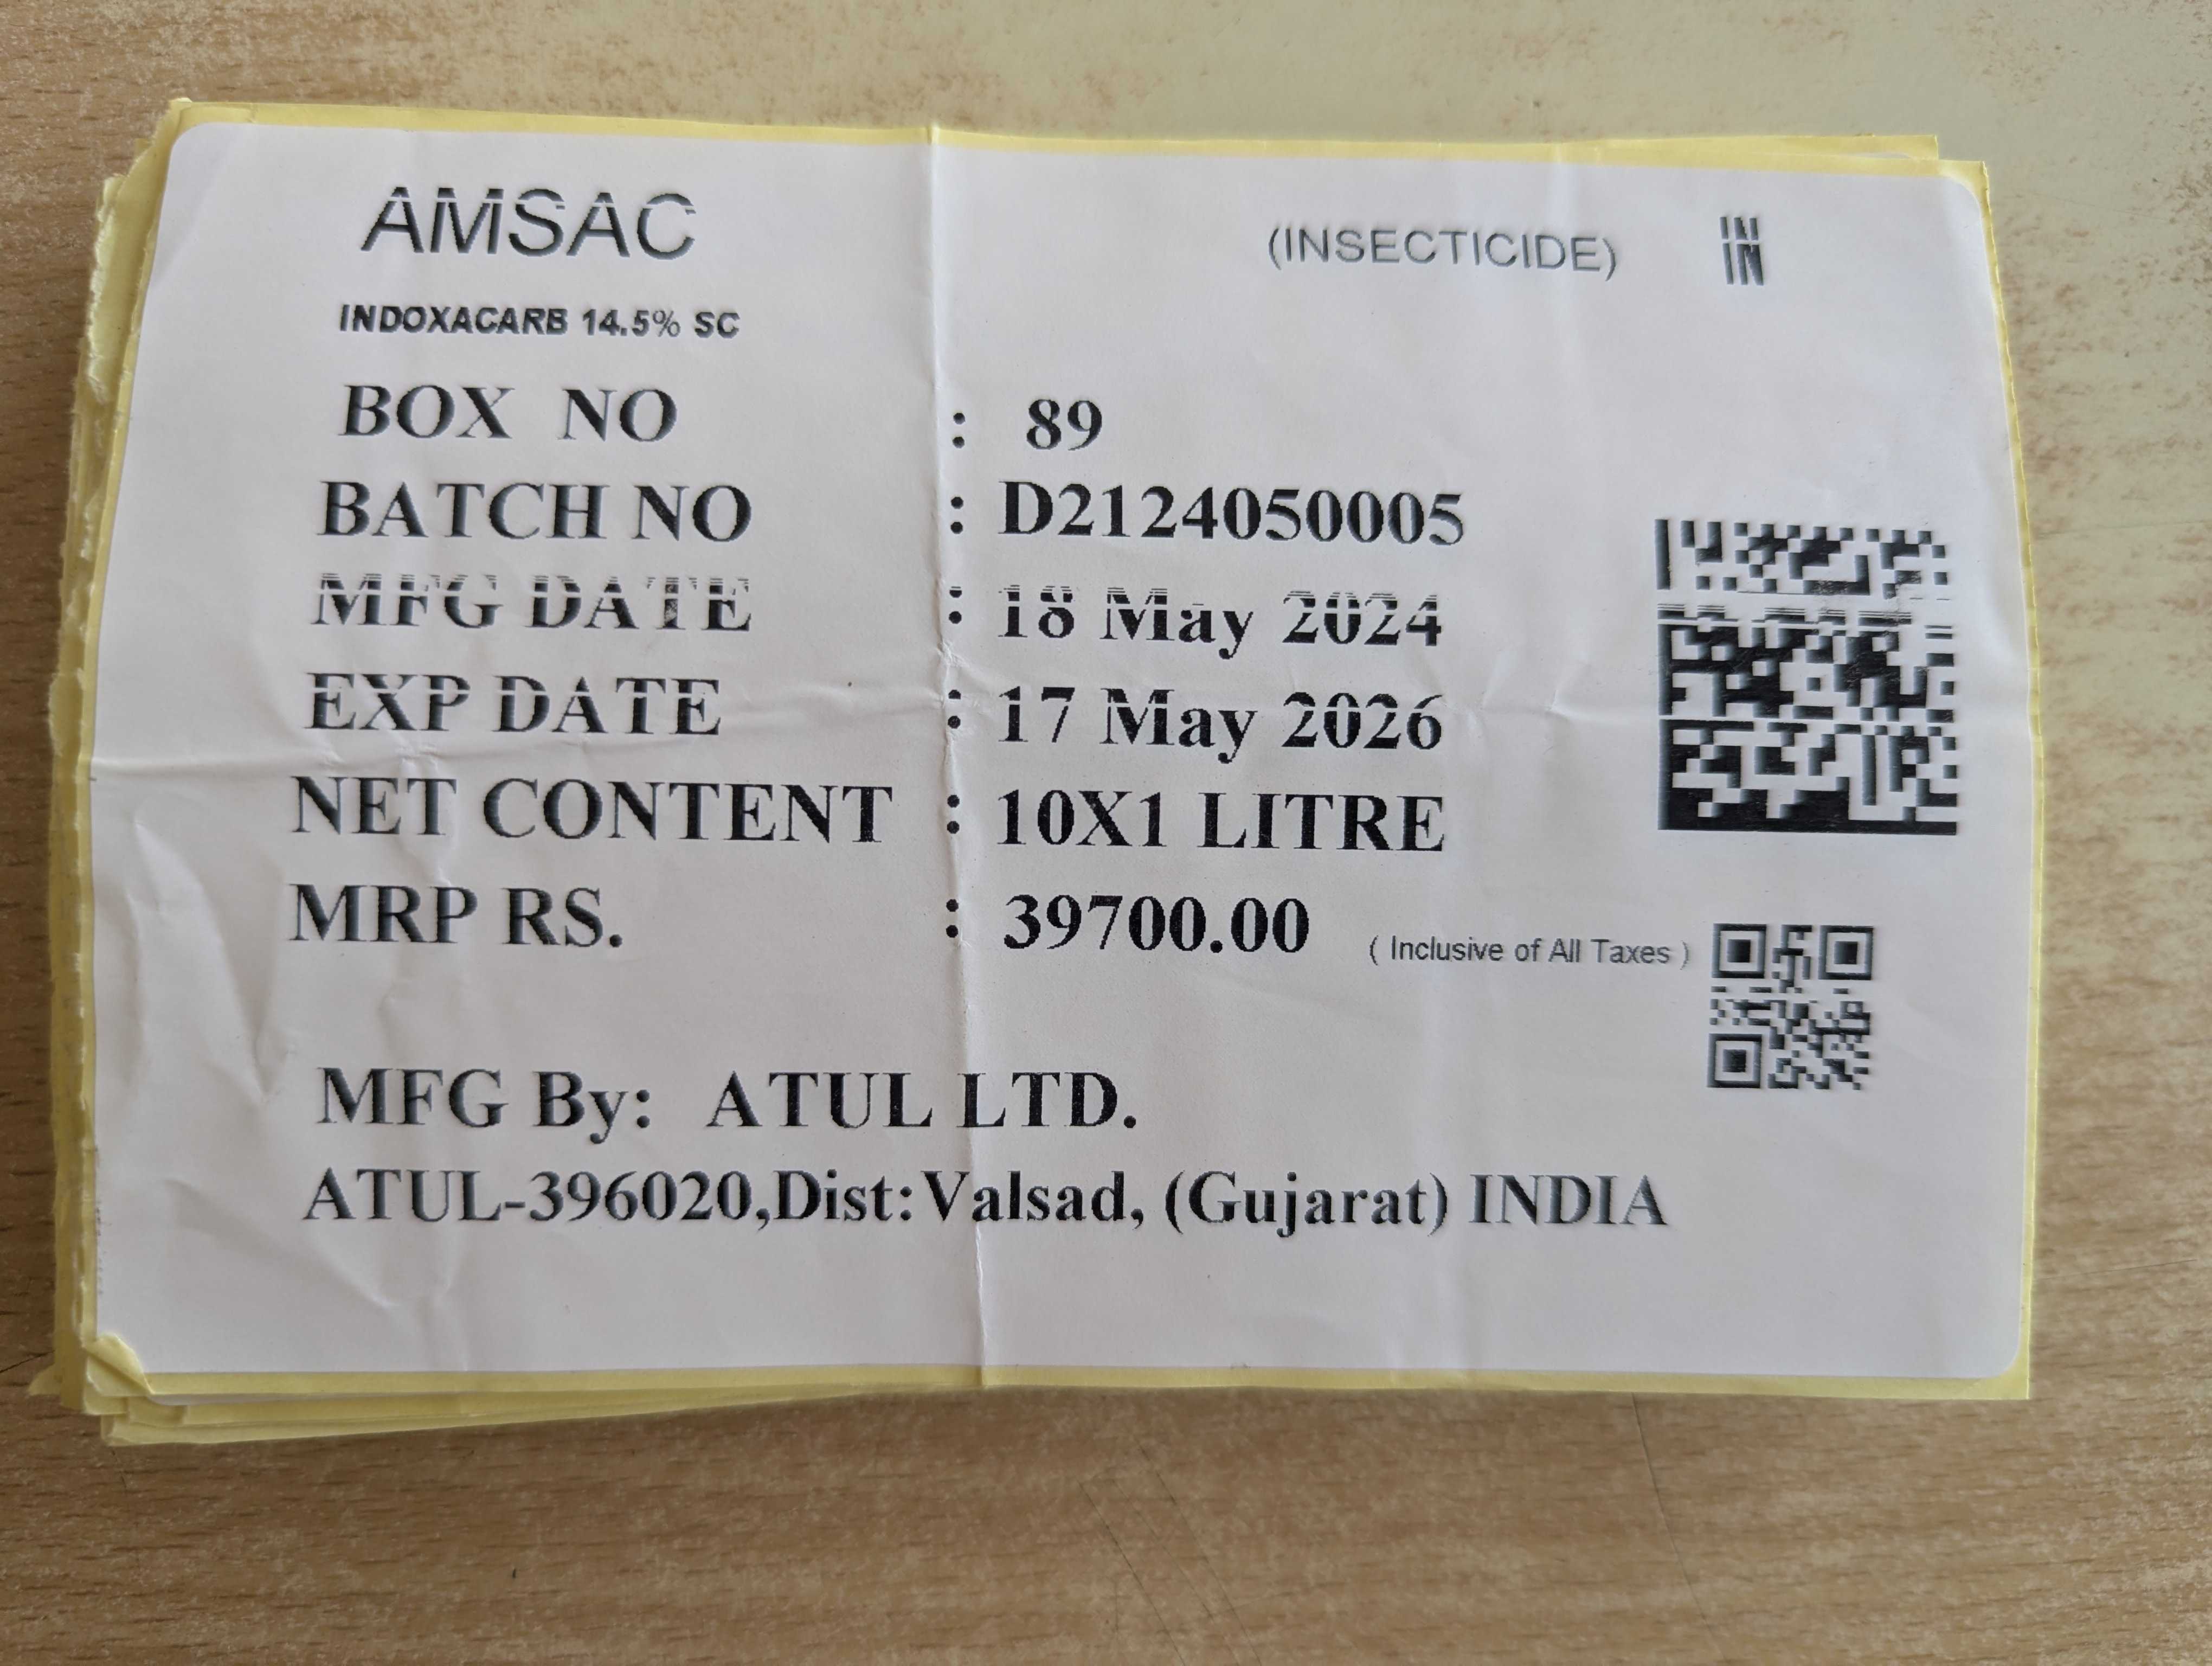 AMSAC (INSECTICIDE) IN
INDOXACARB 14.5% SC
BOX NO : 89
BATCH NO : D2124050005
MFG DATE : 18 May 2024
EXP DATE : 17 May 2026
NET CONTENT : 10X1 LITRE
MRP RS. : 39700.00 ( Inclusive of All Taxes )
MFG By: ATUL LTD.
ATUL-396020,Dist:Valsad, (Gujarat) INDIA